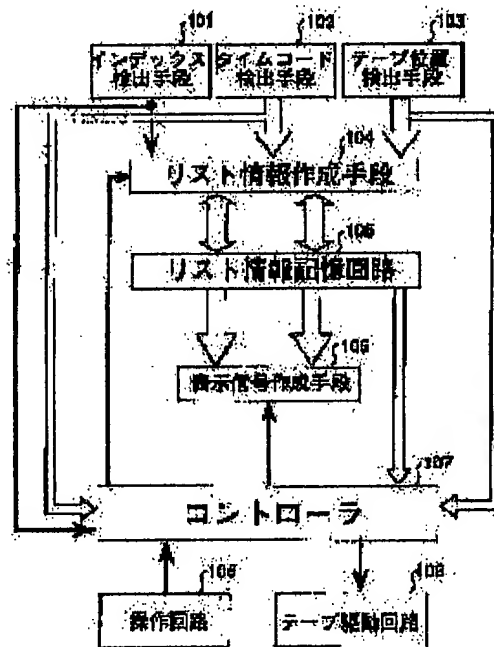 101
102
103
インデックス
検出手段
タイムコード
検出手段
テープ位置
検出手段
104
リスト情報作成手段
リスト情報記憶回路
表示信号作成手段
107
コントローラ
操作回路
テープ駆動回路